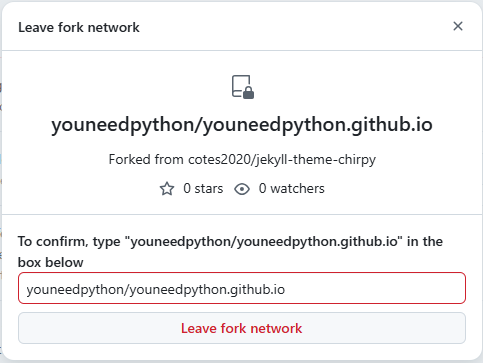 Leave fork network
youneedpython/youneedpython.github.io
Forked from cotes2020/jekyll-theme-chirpy
0 stars 0 watchers
To confirm, type "youneedpython/youneedpython.github.io" in the
box below
youneedpython/youneedpython.github.io
Leave fork network